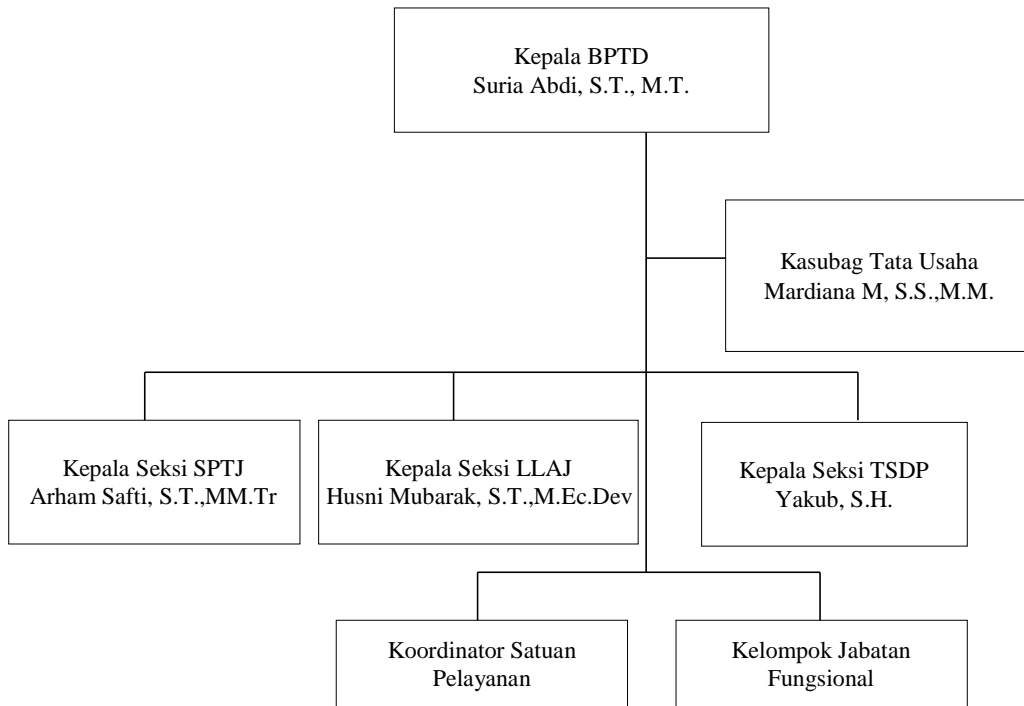 Kepala BPTD
Suria Abdi, S.T., M.T.
Kasubag Tata Usaha
Mardiana M, S.S.,M.M.
Kepala Seksi SPTJ
Arham Safti, S.T.,MM.Tr
Kepala Seksi LLAJ
Husni Mubarak, S.T.,M.Ec.Dev
Kepala Seksi TSDP
Yakub, S.H.
Koordinator Satuan
Pelayanan
Kelompok Jabatan
Fungsional